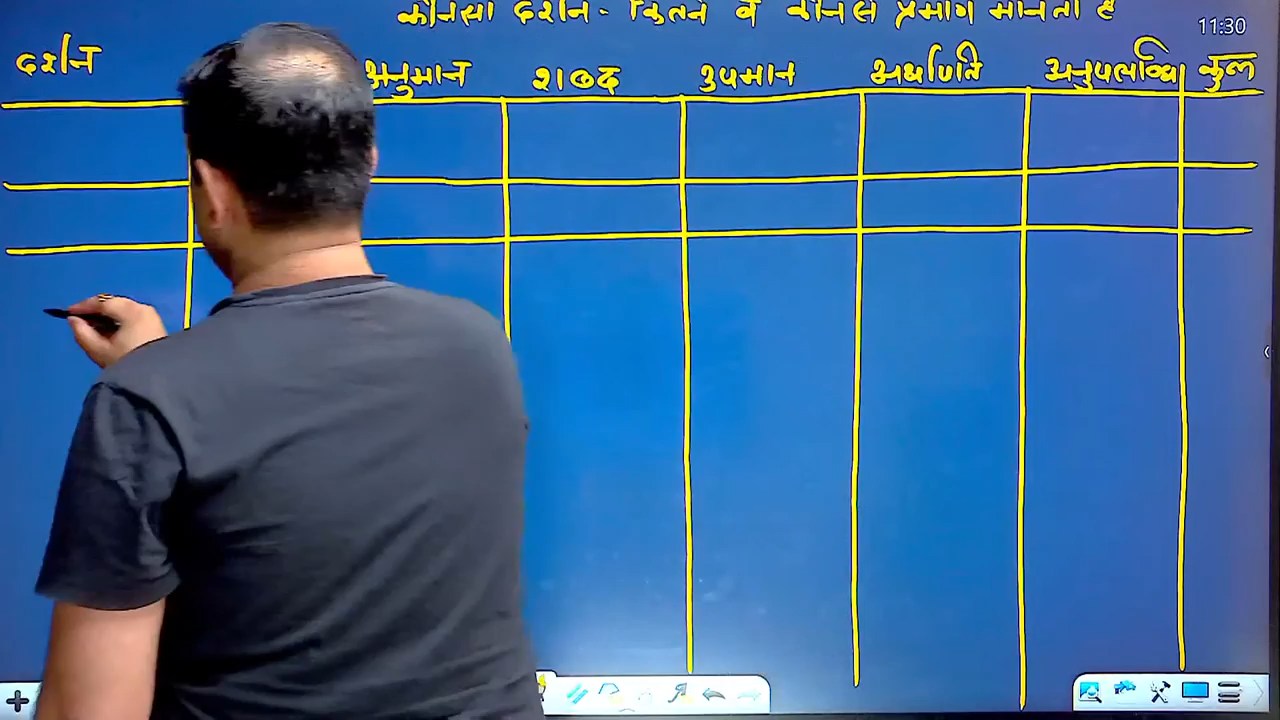 कौनसा दर्शन - कितने व कौनसे प्रमाण मानता है
11:30
दर्शन अनुमान शब्द उपमान अर्थापत्ति अनुपलब्धि कुल